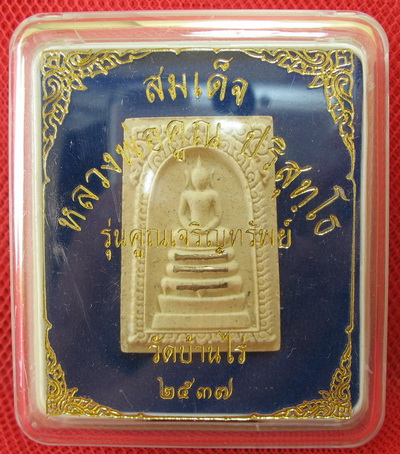 สมเด็จ
หลวงพ่อคูณ ปริสุทฺโธ
รุ่นคูณเจริญทรัพย์
วัดบ้านไร่
๒๕๓๗